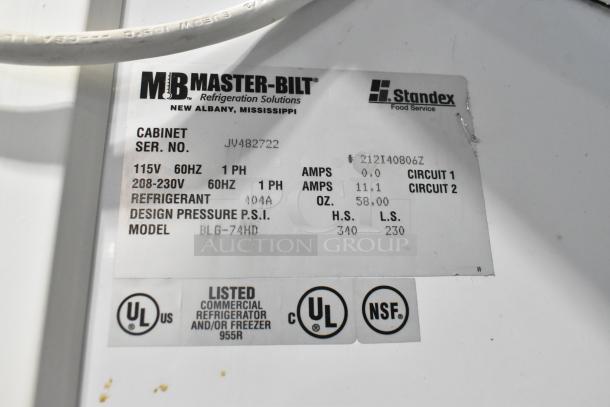 MB MASTER-BILT®
Refrigeration Solutions
NEW ALBANY, MISSISSIPPI
Standex
Food Service
CABINET
SER. NO. JV482722
# 212I40806Z
115V 60HZ 1 PH AMPS 0.0 CIRCUIT 1
208-230V 60HZ 1 PH AMPS 11.1 CIRCUIT 2
REFRIGERANT 404A OZ. 58.00
DESIGN PRESSURE P.S.I. H.S. L.S.
MODEL BLG-74HD 340 230
AUCTION GROUP
UL® US
LISTED
COMMERCIAL
REFRIGERATOR
AND/OR FREEZER
955R
C UL®
NSF®